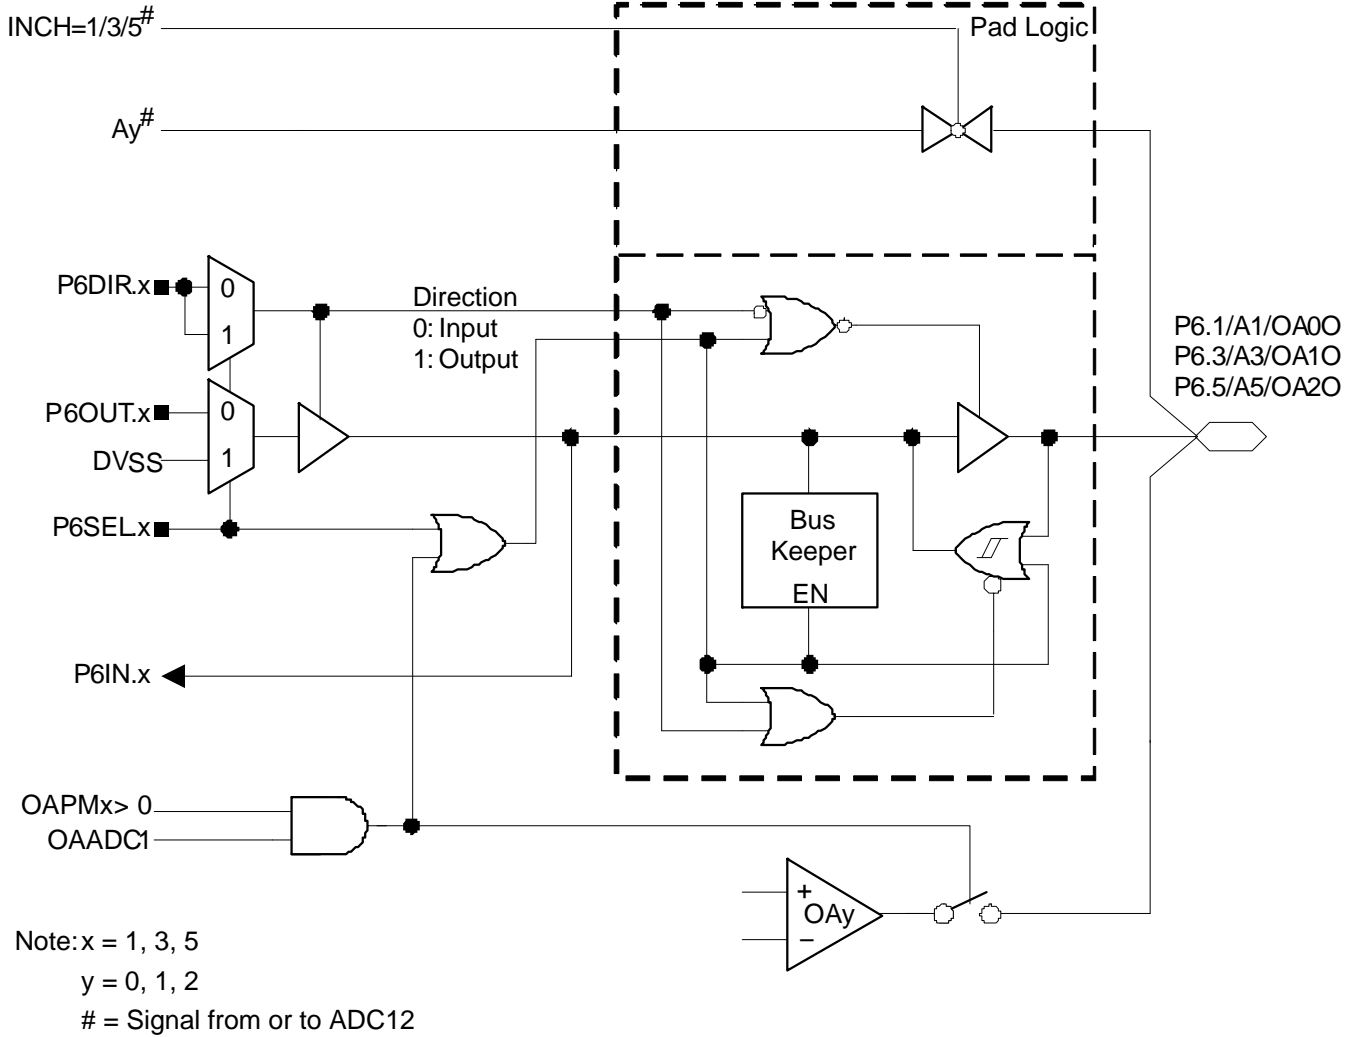 INCH=1/3/5#
Pad Logic
Ay#
P6DIR.x
0
1
Direction
0: Input
1: Output
P6.1/A1/OA0O
P6.3/A3/OA1O
P6.5/A5/OA2O
P6OUT.x
0
DVSS
1
P6SEL.x
Bus
Keeper
EN
P6IN.x
OAPMx> 0
OAADC1
+
OAy
−
Note: x = 1, 3, 5
y = 0, 1, 2
# = Signal from or to ADC12